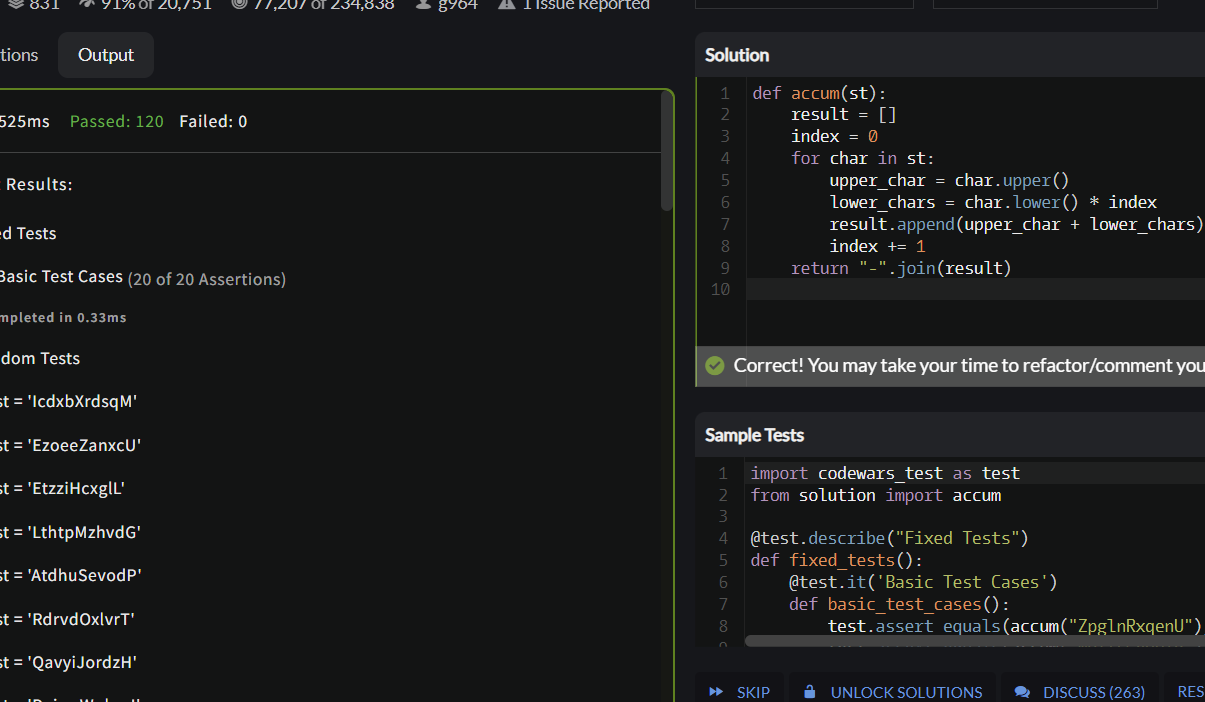 831 91% of 20,751 77,207 of 234,838 g964 1 Issue Reported
tions Output
525ms Passed: 120 Failed: 0
Results:
ed Tests
Basic Test Cases (20 of 20 Assertions)
mpleted in 0.33ms
dom Tests
st = 'IcdxbXrdsqM'
st = 'EzoeeZanxcU'
st = 'EtzziHcxglL'
st = 'LthtpMzhvdG'
st = 'AtdhuSevodP'
st = 'RdrvdOxlvrT'
st = 'QavyiJordzH'
Solution
1 def accum(st):
2     result = []
3     index = 0
4     for char in st:
5         upper_char = char.upper()
6         lower_chars = char.lower() * index
7         result.append(upper_char + lower_chars)
8         index += 1
9     return "-".join(result)
10
Correct! You may take your time to refactor/comment you
Sample Tests
1 import codewars_test as test
2 from solution import accum
3
4 @test.describe("Fixed Tests")
5 def fixed_tests():
6     @test.it('Basic Test Cases')
7     def basic_test_cases():
8         test.assert_equals(accum("ZpglnRxqenU")
SKIP UNLOCK SOLUTIONS DISCUSS (263) RES